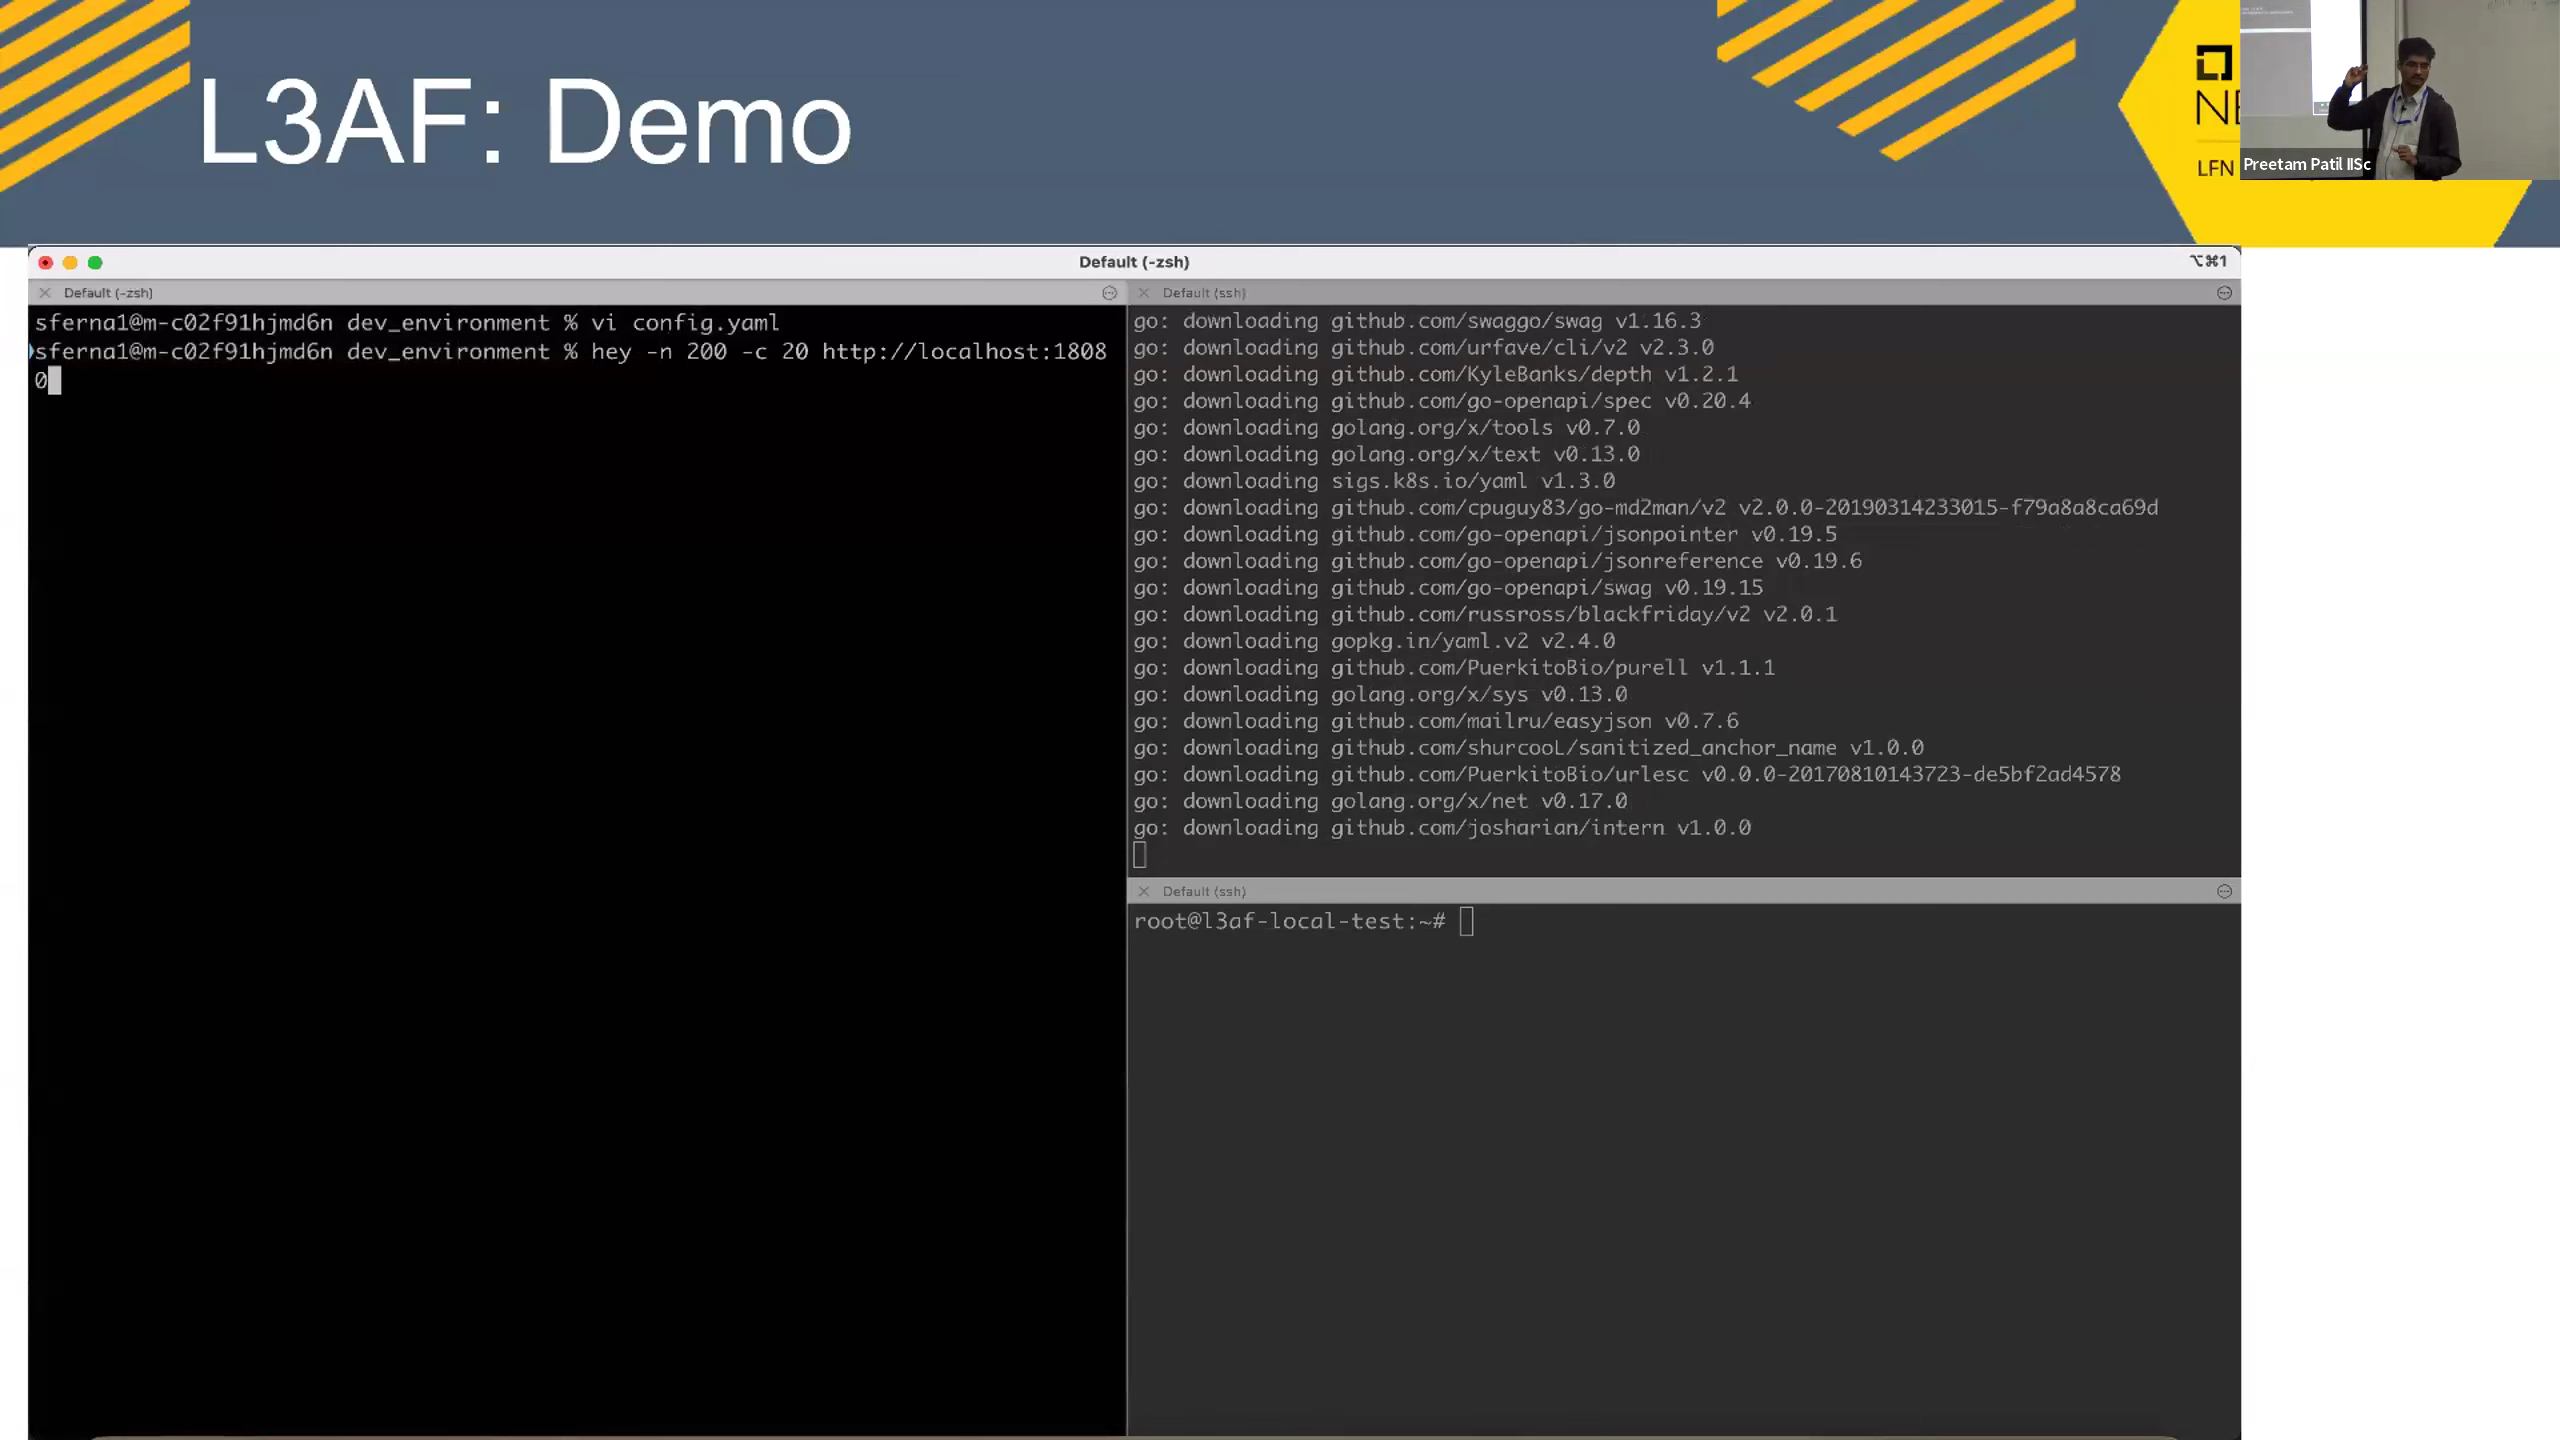 L3AF: Demo
LFN
Preetam Patil IISc
Default (-zsh)
⌥⌘1
Default (-zsh)
sferna1@m-c02f91hjmd6n dev_environment % vi config.yaml
sferna1@m-c02f91hjmd6n dev_environment % hey -n 200 -c 20 http://localhost:1808
0
Default (ssh)
go: downloading github.com/swaggo/swag v1.16.3
go: downloading github.com/urfave/cli/v2 v2.3.0
go: downloading github.com/KyleBanks/depth v1.2.1
go: downloading github.com/go-openapi/spec v0.20.4
go: downloading golang.org/x/tools v0.7.0
go: downloading golang.org/x/text v0.13.0
go: downloading sigs.k8s.io/yaml v1.3.0
go: downloading github.com/cpuguy83/go-md2man/v2 v2.0.0-20190314233015-f79a8a8ca69d
go: downloading github.com/go-openapi/jsonpointer v0.19.5
go: downloading github.com/go-openapi/jsonreference v0.19.6
go: downloading github.com/go-openapi/swag v0.19.15
go: downloading github.com/russross/blackfriday/v2 v2.0.1
go: downloading gopkg.in/yaml.v2 v2.4.0
go: downloading github.com/PuerkitoBio/purell v1.1.1
go: downloading golang.org/x/sys v0.13.0
go: downloading github.com/mailru/easyjson v0.7.6
go: downloading github.com/shurcooL/sanitized_anchor_name v1.0.0
go: downloading github.com/PuerkitoBio/urlesc v0.0.0-20170810143723-de5bf2ad4578
go: downloading golang.org/x/net v0.17.0
go: downloading github.com/josharian/intern v1.0.0
Default (ssh)
root@l3af-local-test:~#